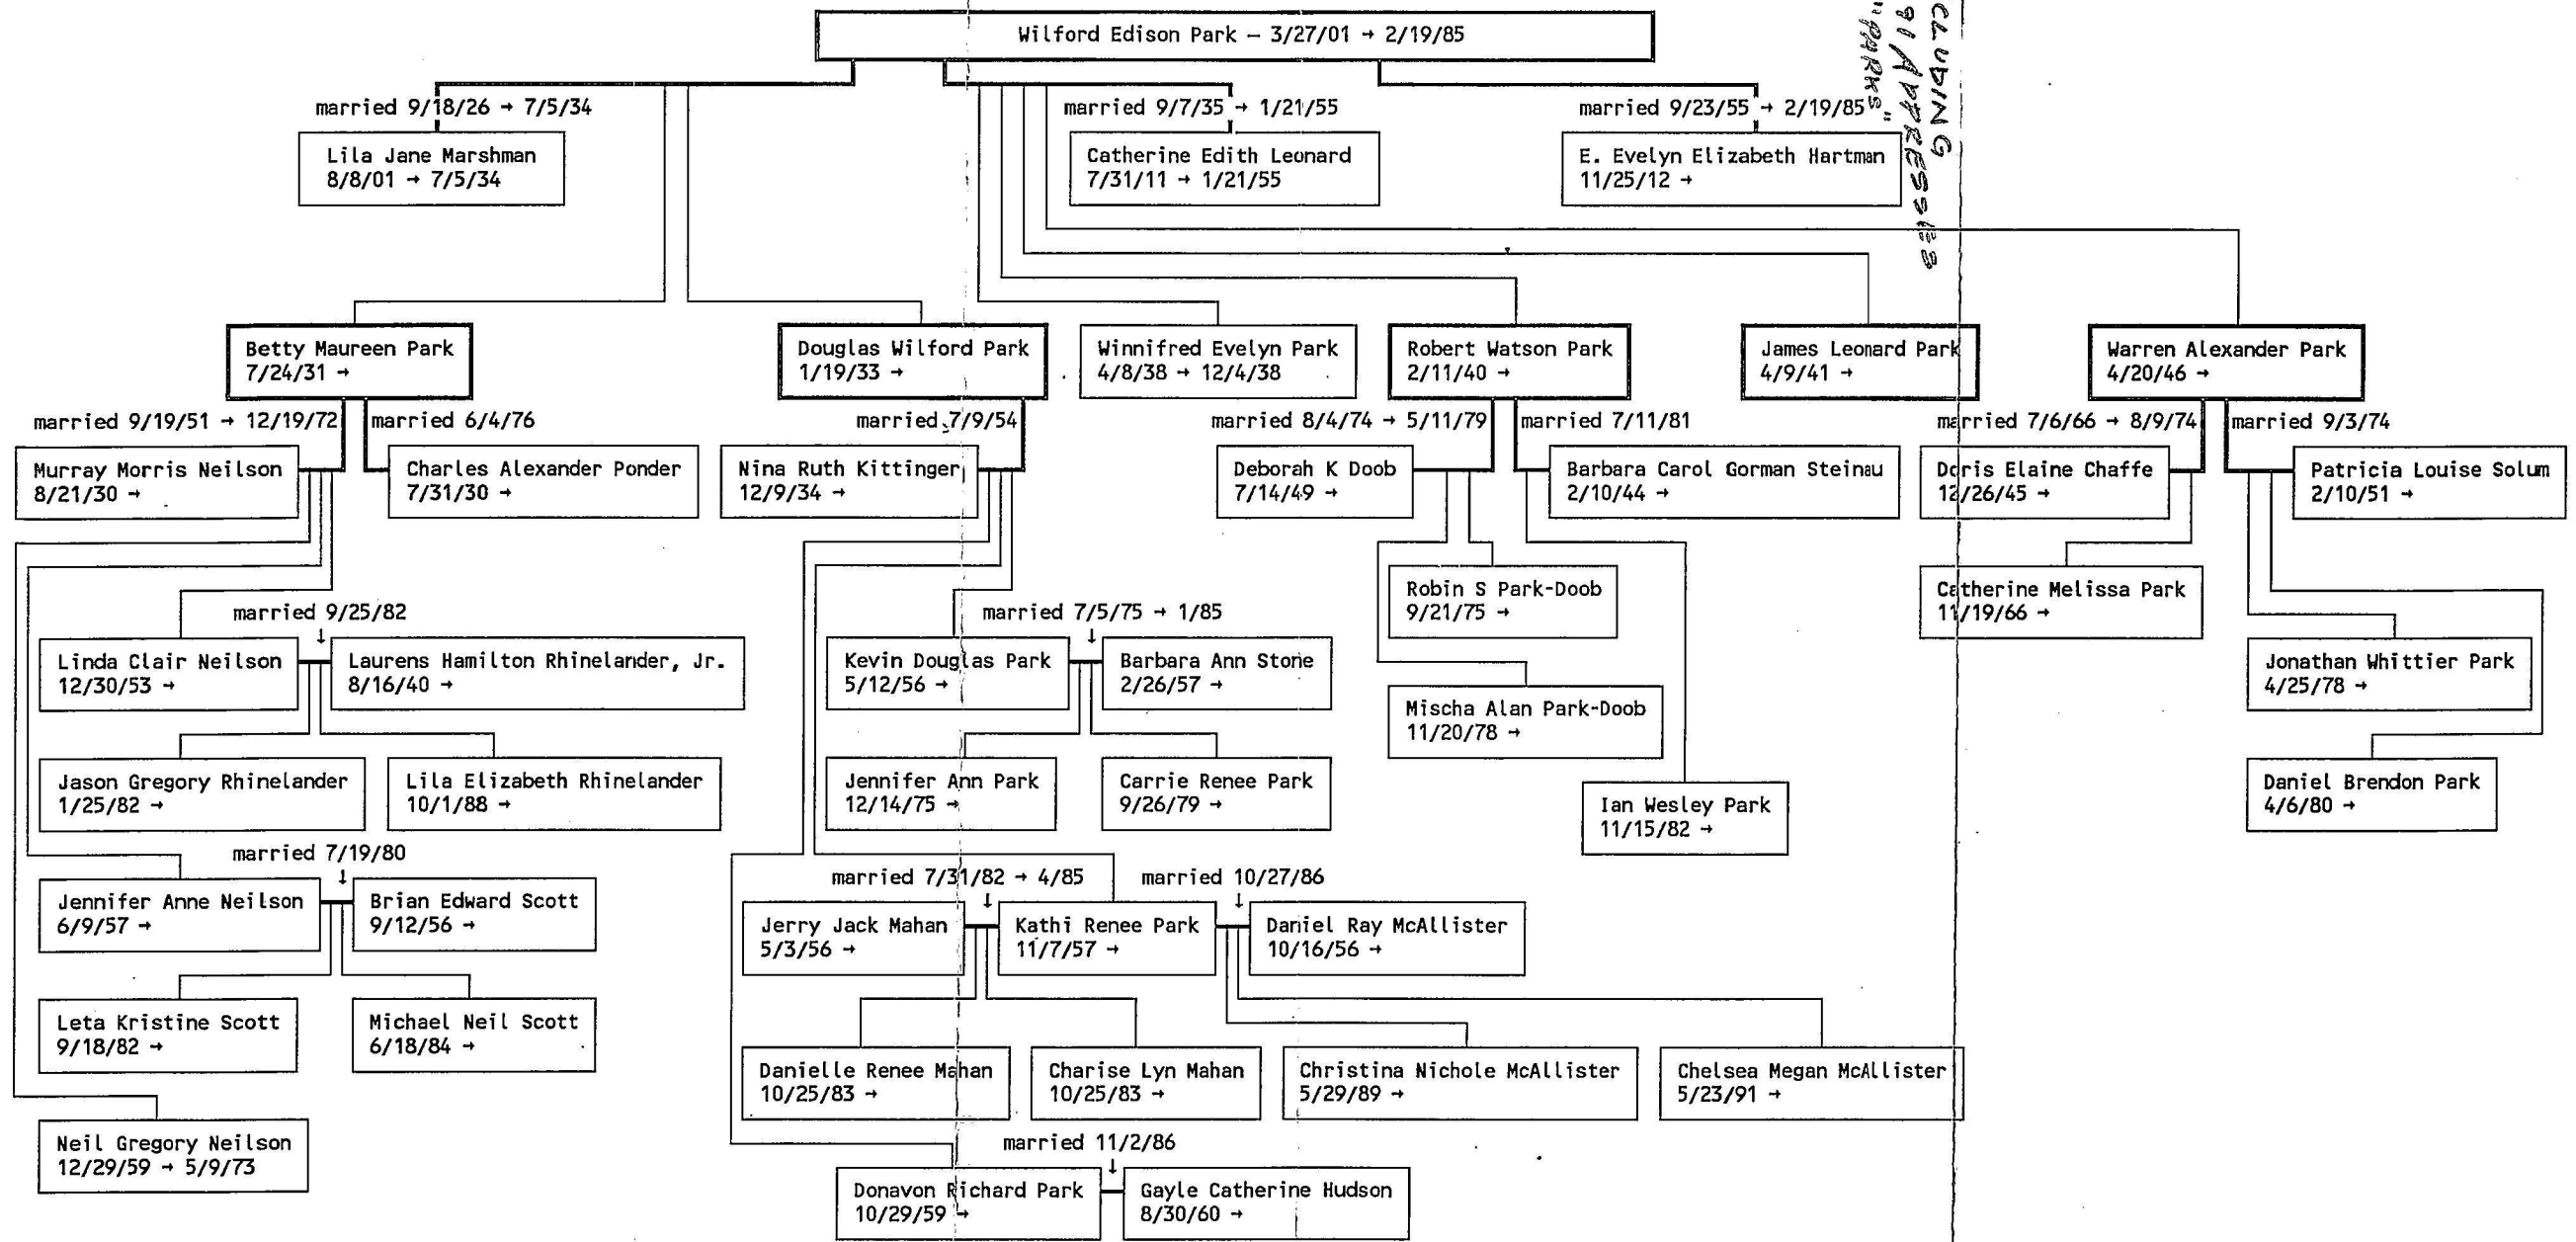 Wilford Edison Park – 3/27/01 → 2/19/85
CLUDING
91 ADDRESSES
"PARKS"
married 9/18/26 → 7/5/34
married 9/7/35 → 1/21/55
married 9/23/55 → 2/19/85
Lila Jane Marshman
8/8/01 → 7/5/34
Catherine Edith Leonard
7/31/11 → 1/21/55
E. Evelyn Elizabeth Hartman
11/25/12 →
Betty Maureen Park
7/24/31 →
Douglas Wilford Park
1/19/33 →
Winnifred Evelyn Park
4/8/38 → 12/4/38
Robert Watson Park
2/11/40 →
James Leonard Park
4/9/41 →
Warren Alexander Park
4/20/46 →
married 9/19/51 → 12/19/72
married 6/4/76
married 7/9/54
married 8/4/74 → 5/11/79
married 7/11/81
married 7/6/66 → 8/9/74
married 9/3/74
Murray Morris Neilson
8/21/30 →
Charles Alexander Ponder
7/31/30 →
Nina Ruth Kittinger
12/9/34 →
Deborah K Doob
7/14/49 →
Barbara Carol Gorman Steinau
2/10/44 →
Doris Elaine Chaffe
12/26/45 →
Patricia Louise Solum
2/10/51 →
Robin S Park-Doob
9/21/75 →
Catherine Melissa Park
11/19/66 →
married 9/25/82
↓
married 7/5/75 → 1/85
↓
Linda Clair Neilson
12/30/53 →
Laurens Hamilton Rhinelander, Jr.
8/16/40 →
Kevin Douglas Park
5/12/56 →
Barbara Ann Stone
2/26/57 →
Jonathan Whittier Park
4/25/78 →
Mischa Alan Park-Doob
11/20/78 →
Jason Gregory Rhinelander
1/25/82 →
Lila Elizabeth Rhinelander
10/1/88 →
Jennifer Ann Park
12/14/75 →
Carrie Renee Park
9/26/79 →
Ian Wesley Park
11/15/82 →
Daniel Brendon Park
4/6/80 →
married 7/19/80
↓
married 7/31/82 → 4/85
↓
married 10/27/86
↓
Jennifer Anne Neilson
6/9/57 →
Brian Edward Scott
9/12/56 →
Jerry Jack Mahan
5/3/56 →
Kathi Renee Park
11/7/57 →
Daniel Ray McAllister
10/16/56 →
Leta Kristine Scott
9/18/82 →
Michael Neil Scott
6/18/84 →
Danielle Renee Mahan
10/25/83 →
Charise Lyn Mahan
10/25/83 →
Christina Nichole McAllister
5/29/89 →
Chelsea Megan McAllister
5/23/91 →
Neil Gregory Neilson
12/29/59 → 5/9/73
married 11/2/86
↓
Donavon Richard Park
10/29/59 →
Gayle Catherine Hudson
8/30/60 →